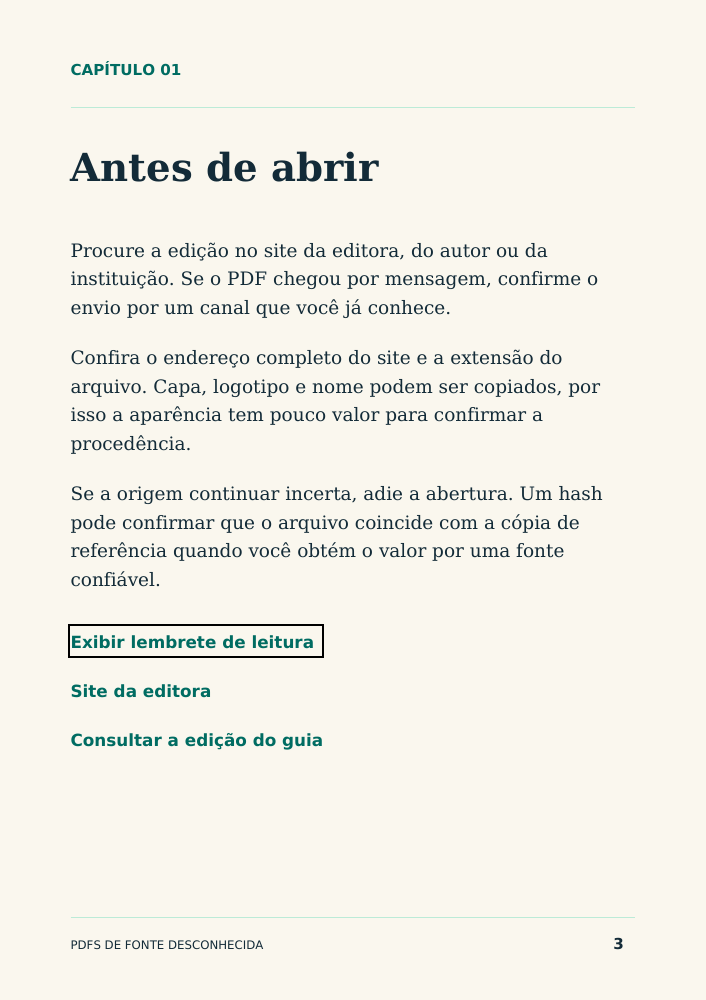 CAPÍTULO 01
Antes de abrir
Procure a edição no site da editora, do autor ou da
instituição. Se o PDF chegou por mensagem, confirme o
envio por um canal que você já conhece.
Confira o endereço completo do site e a extensão do
arquivo. Capa, logotipo e nome podem ser copiados, por
isso a aparência tem pouco valor para confirmar a
procedência.
Se a origem continuar incerta, adie a abertura. Um hash
pode confirmar que o arquivo coincide com a cópia de
referência quando você obtém o valor por uma fonte
confiável.
Exibir lembrete de leitura
Site da editora
Consultar a edição do guia
PDFS DE FONTE DESCONHECIDA 3